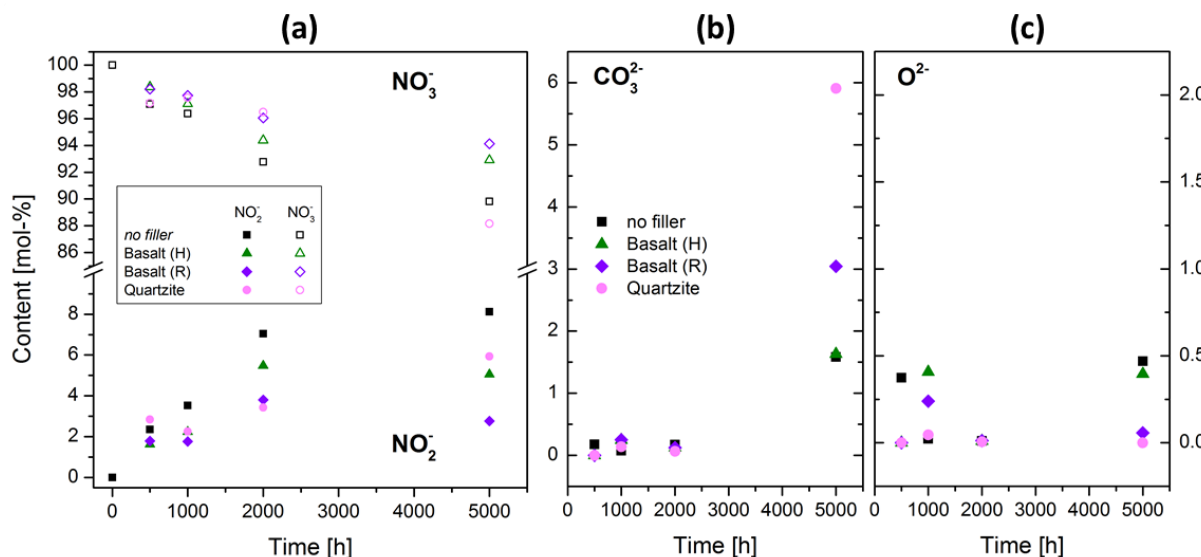 (a)
(b)
(c)
Content [mol-%]
100
98
96
94
92
90
88
86
8
6
4
2
0
NO₃⁻
NO₂⁻ NO₃⁻
no filler
Basalt (H)
Basalt (R)
Quartzite
NO₂⁻
0 1000 2000 3000 4000 5000
Time [h]
CO₃²⁻
6
5
4
3
2
1
0
no filler
Basalt (H)
Basalt (R)
Quartzite
0 1000 2000 3000 4000 5000
Time [h]
O²⁻
2.0
1.5
1.0
0.5
0.0
0 1000 2000 3000 4000 5000
Time [h]